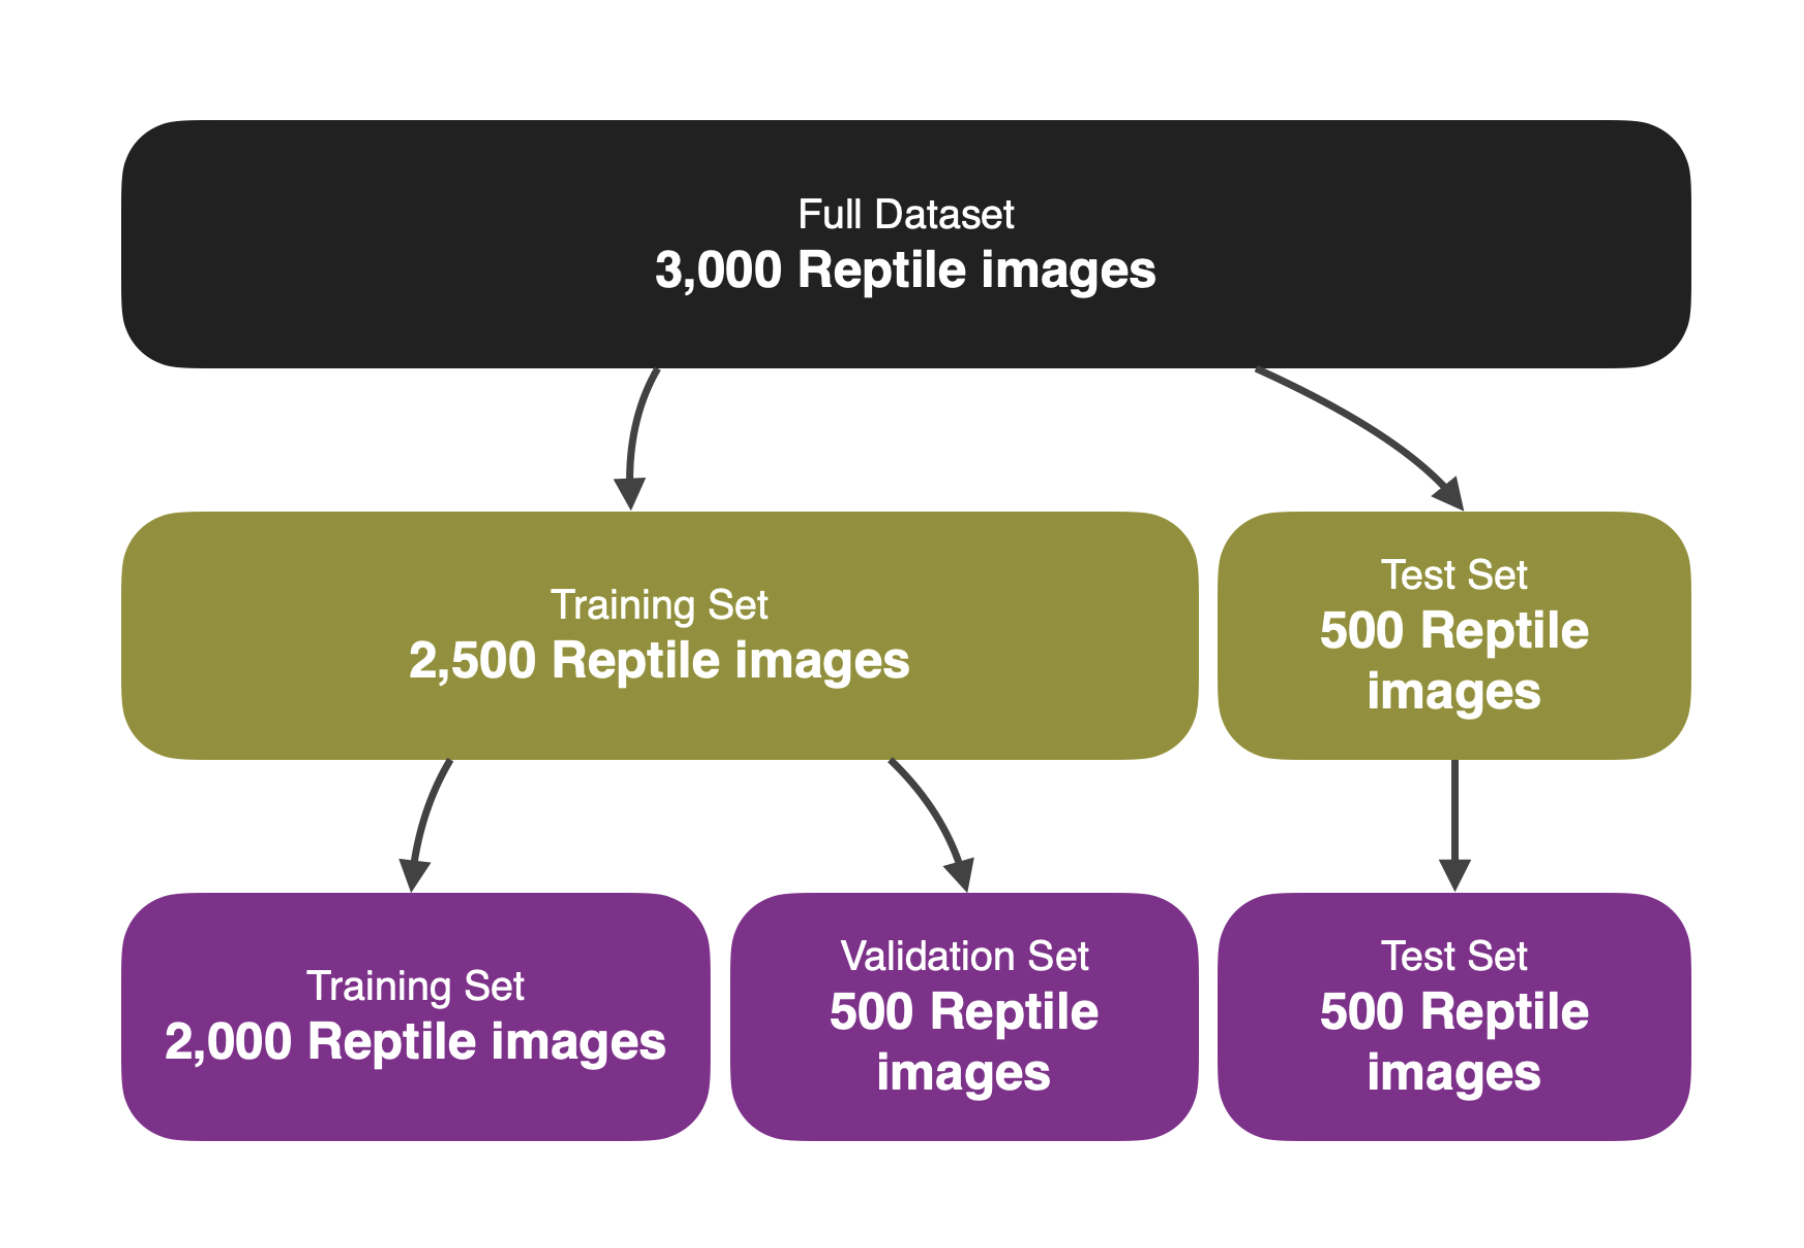 Full Dataset
3,000 Reptile images
Training Set
2,500 Reptile images
Test Set
500 Reptile
images
Training Set
2,000 Reptile images
Validation Set
500 Reptile
images
Test Set
500 Reptile
images